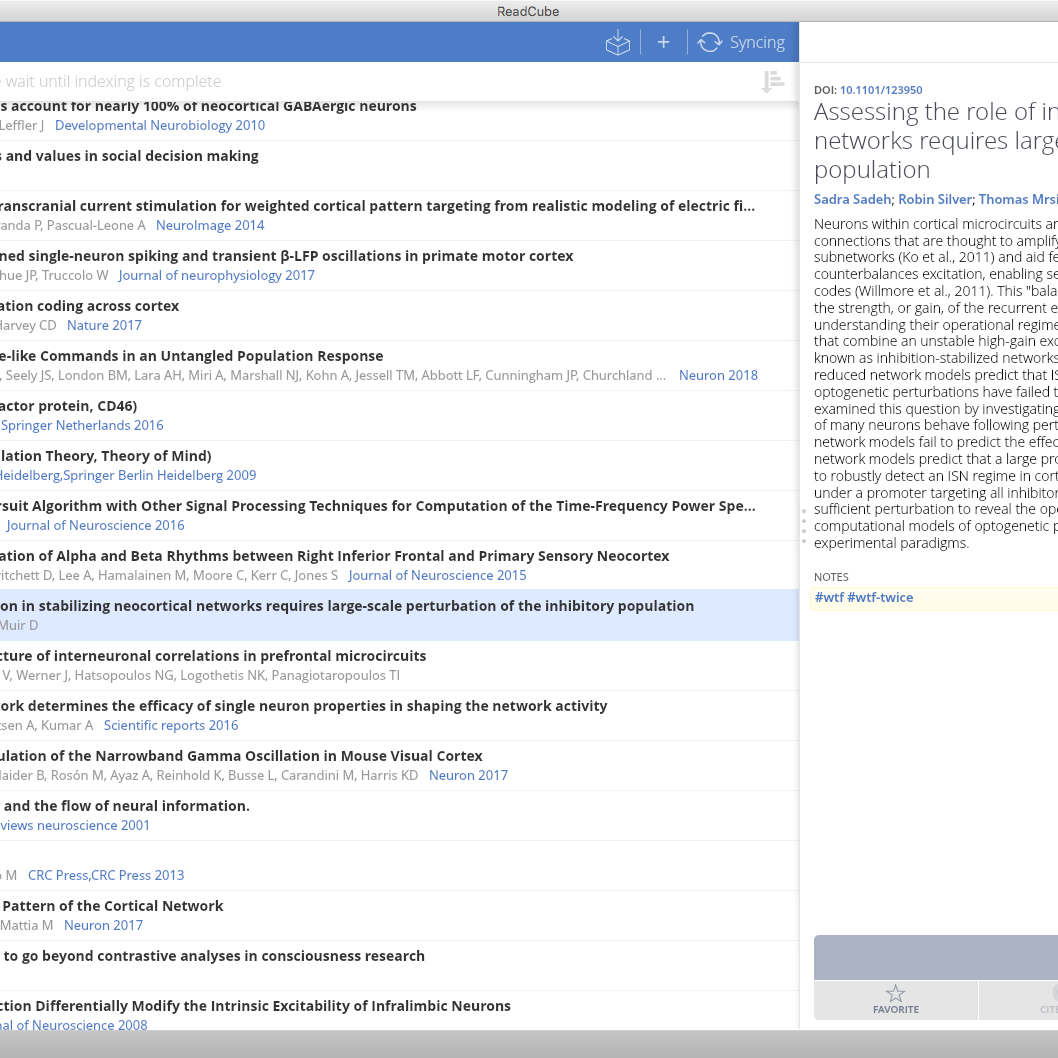 ReadCube
Syncing
wait until indexing is complete
account for nearly 100% of neocortical GABAergic neurons
Leffler J Developmental Neurobiology 2010
and values in social decision making
transcranial current stimulation for weighted cortical pattern targeting from realistic modeling of electric fi...
P, Pascual-Leone A NeuroImage 2014
single-neuron spiking and transient β-LFP oscillations in primate motor cortex
JP, Truccolo W Journal of neurophysiology 2017
coding across cortex
Harvey CD Nature 2017
Commands in an Untangled Population Response
, Seely JS, London BM, Lara AH, Miri A, Marshall NJ, Kohn A, Jessell TM, Abbott LF, Cunningham JP, Churchland ... Neuron 2018
protein, CD46)
Springer Netherlands 2016
Theory, Theory of Mind)
Heidelberg,Springer Berlin Heidelberg 2009
Algorithm with Other Signal Processing Techniques for Computation of the Time-Frequency Power Spe...
Journal of Neuroscience 2016
of Alpha and Beta Rhythms between Right Inferior Frontal and Primary Sensory Neocortex
D, Lee A, Hamalainen M, Moore C, Kerr C, Jones S Journal of Neuroscience 2015
on in stabilizing neocortical networks requires large-scale perturbation of the inhibitory population
Muir D
of interneuronal correlations in prefrontal microcircuits
V, Werner J, Hatsopoulos NG, Logothetis NK, Panagiotaropoulos TI
determines the efficacy of single neuron properties in shaping the network activity
A, Kumar A Scientific reports 2016
of the Narrowband Gamma Oscillation in Mouse Visual Cortex
Haider B, Rosón M, Ayaz A, Reinhold K, Busse L, Carandini M, Harris KD Neuron 2017
and the flow of neural information.
views neuroscience 2001
M CRC Press,CRC Press 2013
Pattern of the Cortical Network
Mattia M Neuron 2017
to go beyond contrastive analyses in consciousness research
Differentially Modify the Intrinsic Excitability of Infralimbic Neurons
of Neuroscience 2008
DOI: 10.1101/123950
Assessing the role of in
networks requires large
population
Sadra Sadeh; Robin Silver; Thomas Mrsi
Neurons within cortical microcircuits ar
connections that are thought to amplify
subnetworks (Ko et al., 2011) and aid fe
counterbalances excitation, enabling se
codes (Willmore et al., 2011). This "bala
the strength, or gain, of the recurrent e
understanding their operational regime
that combine an unstable high-gain exc
known as inhibition-stabilized networks
reduced network models predict that IS
optogenetic perturbations have failed t
examined this question by investigating
of many neurons behave following pert
network models fail to predict the effec
network models predict that a large pro
to robustly detect an ISN regime in cort
under a promoter targeting all inhibitor
sufficient perturbation to reveal the ope
computational models of optogenetic p
experimental paradigms.
NOTES
#wtf #wtf-twice
FAVORITE
CITE